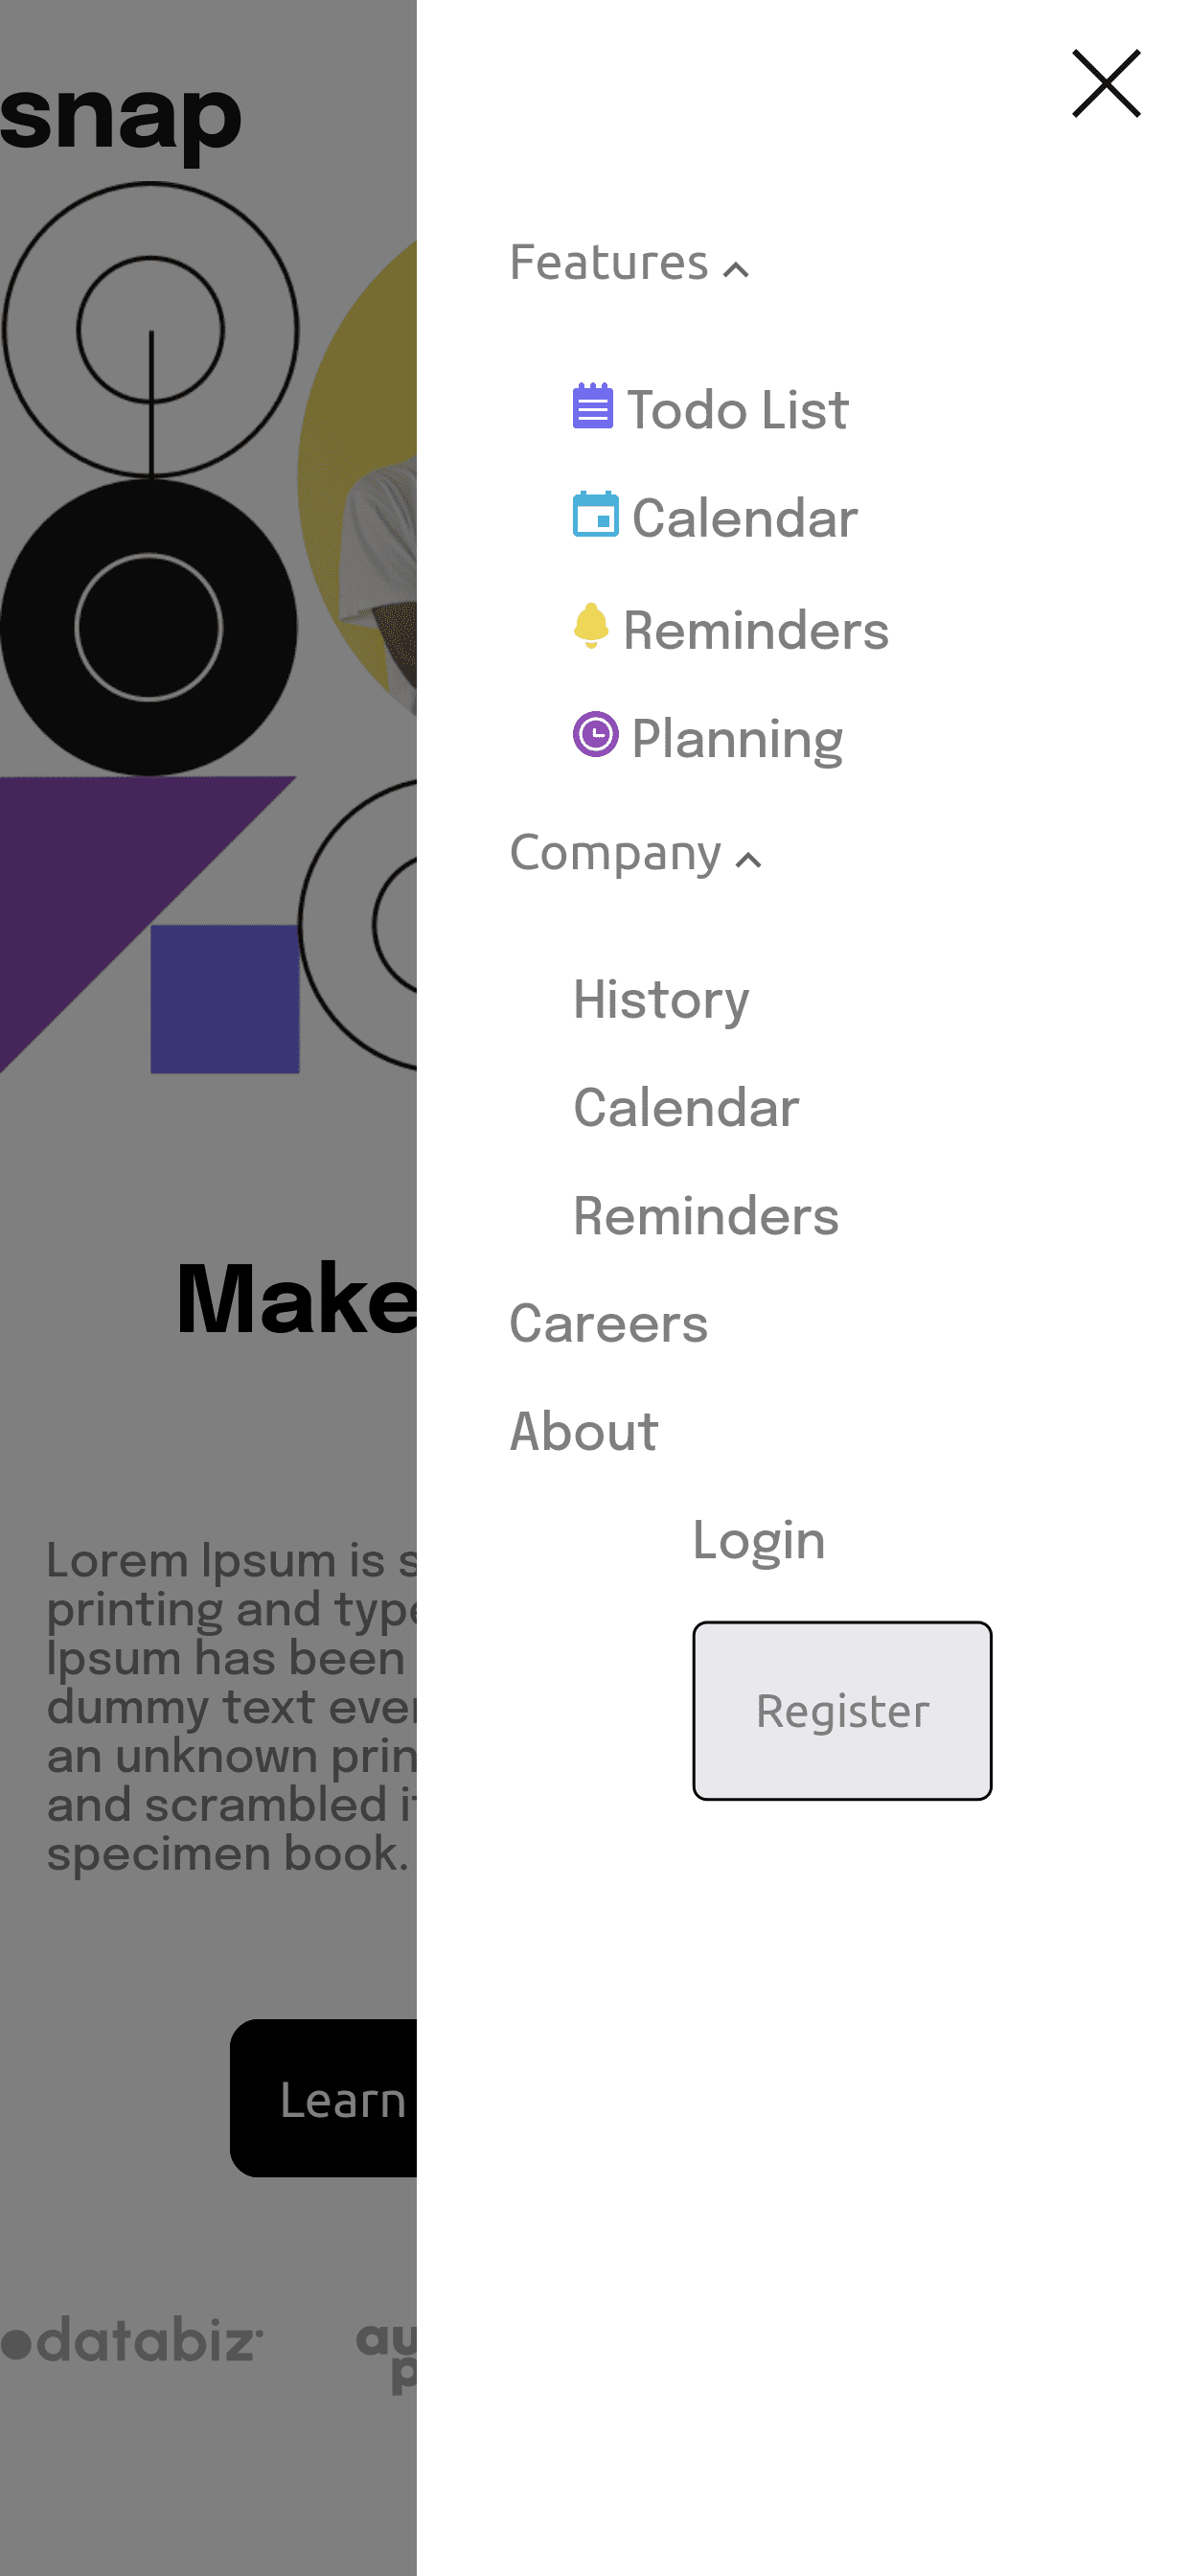 snap
Features
Todo List
Calendar
Reminders
Planning
Company
History
Calendar
Reminders
Careers
About
Login
Register
Make
Lorem Ipsum is s
printing and type
Ipsum has been
dummy text ever
an unknown prin
and scrambled it
specimen book.
Learn
databiz
au
p